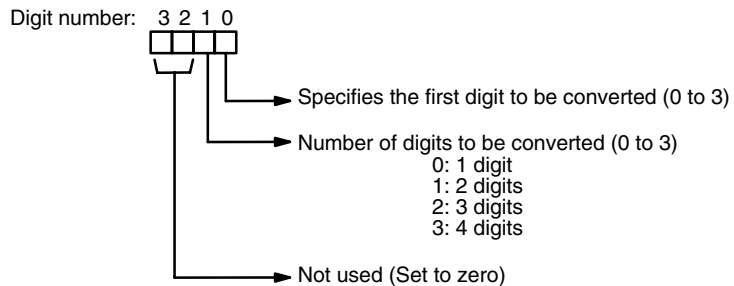 Digit number: 3 2 1 0
Specifies the first digit to be converted (0 to 3)
Number of digits to be converted (0 to 3)
0: 1 digit
1: 2 digits
2: 3 digits
3: 4 digits
Not used (Set to zero)